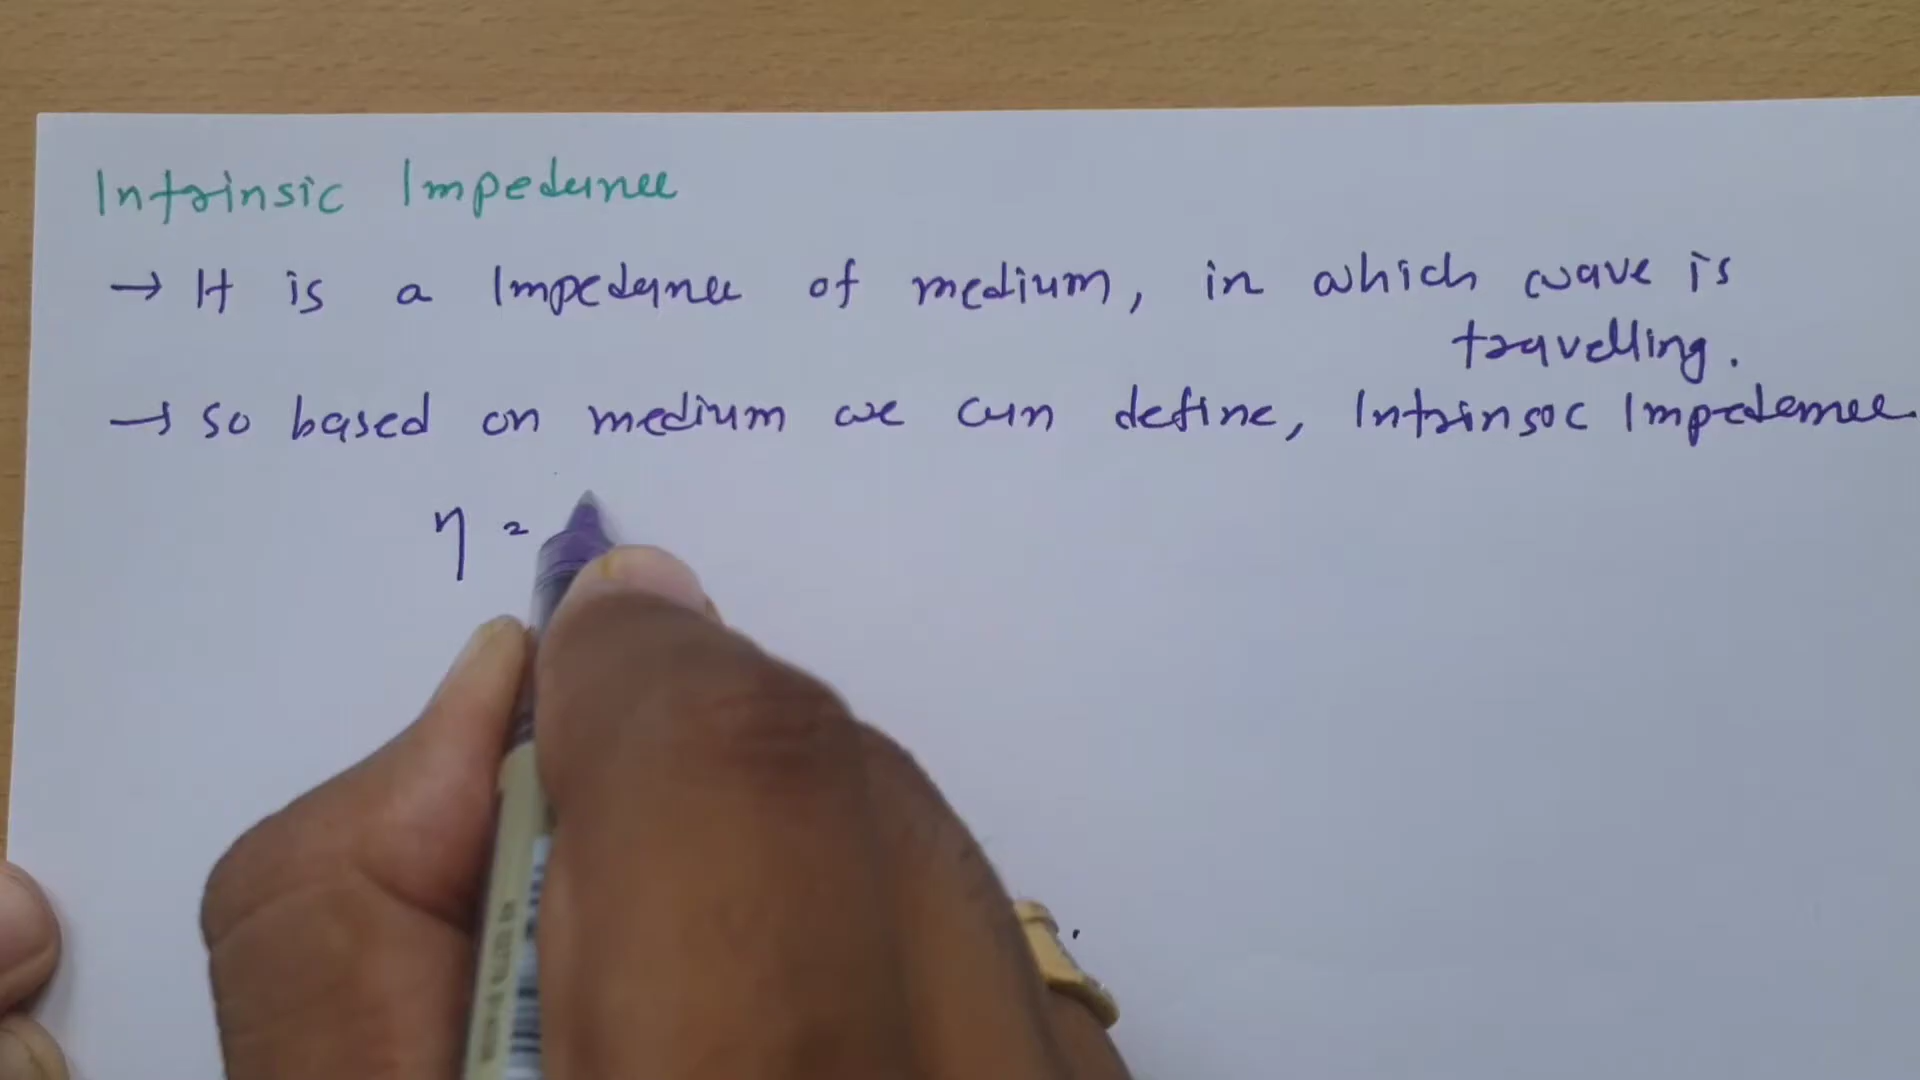 Intrinsic Impedance
→ It is a Impedance of medium, in which wave is
travelling.
→ so based on medium we can define, Intrinsoc Impedance
η =